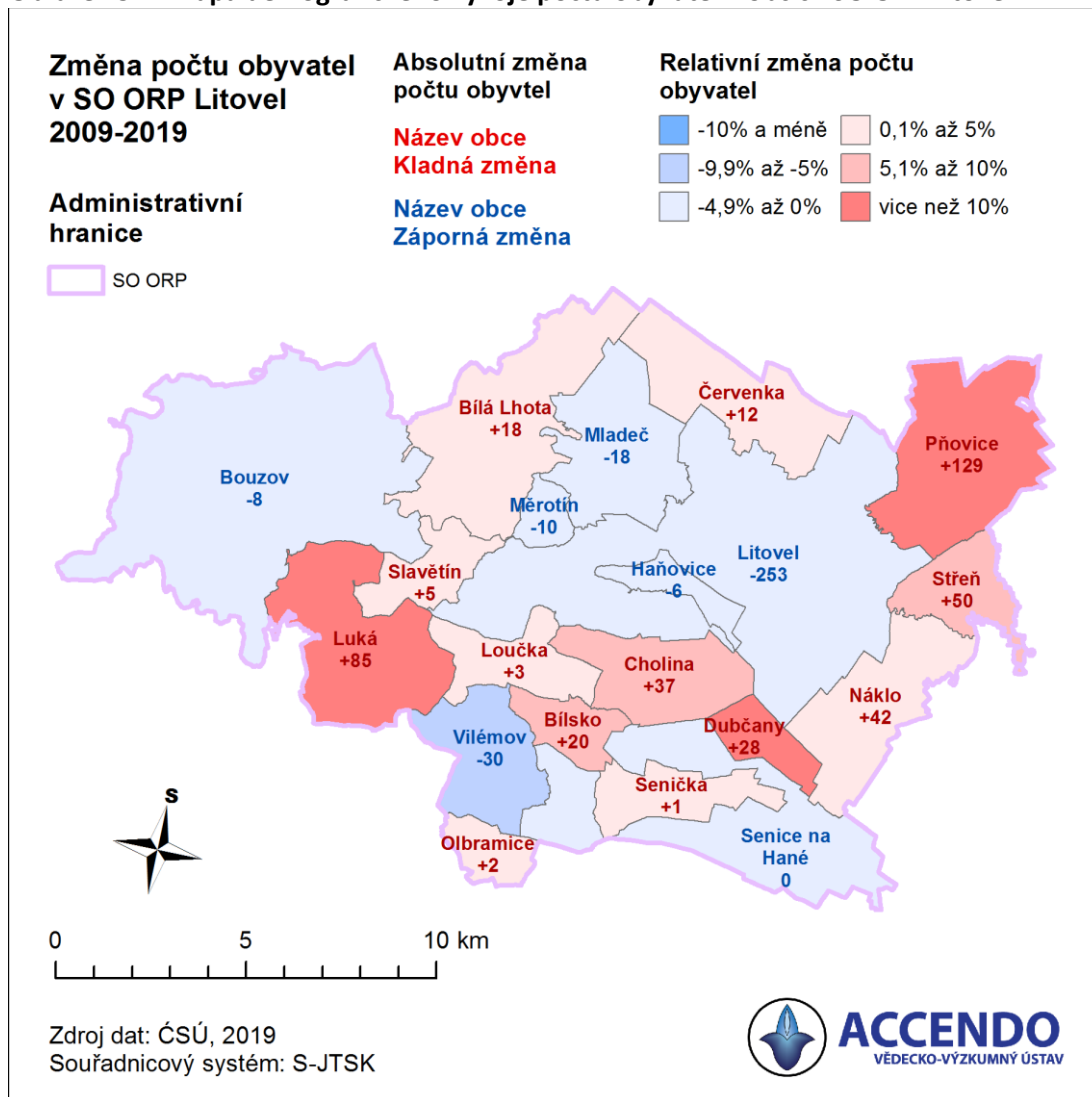 Změna počtu obyvatel
v SO ORP Litovel
2009-2019
Administrativní
hranice
SO ORP
Absolutní změna
počtu obyvtel
Název obce
Kladná změna
Název obce
Záporná změna
Relativní změna počtu
obyvatel
-10% a méně
-9,9% až -5%
-4,9% až 0%
0,1% až 5%
5,1% až 10%
vice než 10%
Červenka
+12
Bílá Lhota
+18
Mladeč
-18
Pňovice
+129
Bouzov
-8
Měrotín
-10
Litovel
-253
Haňovice
-6
Slavětín
+5
Střeň
+50
Luká
+85
Loučka
+3
Cholina
+37
Náklo
+42
Bílsko
+20
Dubčany
+28
Vilémov
-30
Senička
+1
Olbramice
+2
Senice na
Hané
0
s
0 5 10 km
Zdroj dat: ĆSÚ, 2019
Souřadnicový systém: S-JTSK
ACCENDO
VĚDECKO-VÝZKUMNÝ ÚSTAV